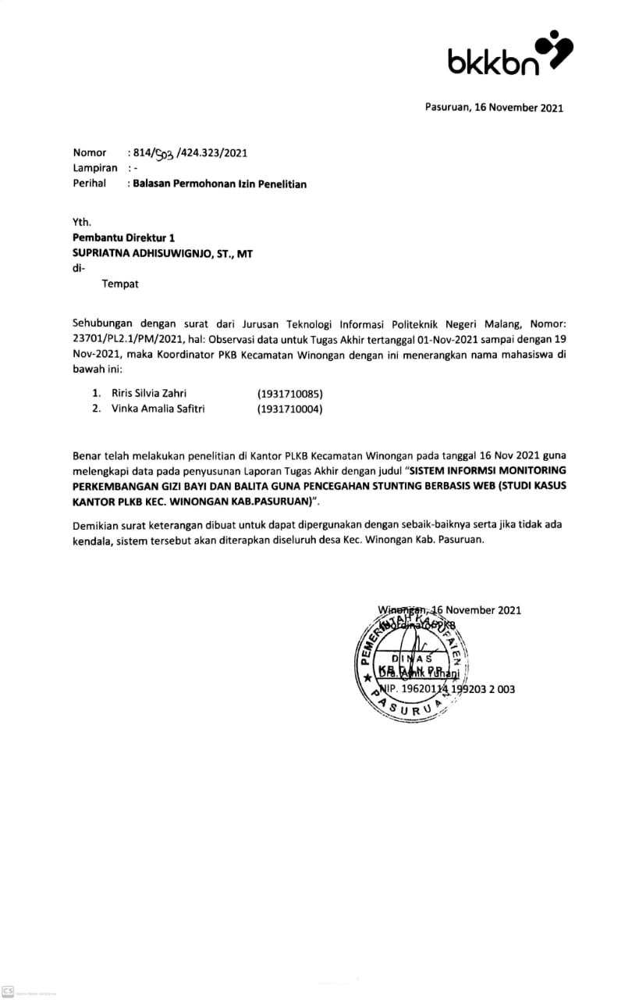 bkkbn
Pasuruan, 16 November 2021
Nomor : 814/503/424.323/2021
Lampiran : -
Perihal : Balasan Permohonan Izin Penelitian
Yth.
Pembantu Direktur 1
SUPRIATNA ADHISUWIGNJO, ST., MT
di-
Tempat
Sehubungan dengan surat dari Jurusan Teknologi Informasi Politeknik Negeri Malang, Nomor:
23701/PL2.1/PM/2021, hal: Observasi data untuk Tugas Akhir tertanggal 01-Nov-2021 sampai dengan 19
Nov-2021, maka Koordinator PKB Kecamatan Winongan dengan ini menerangkan nama mahasiswa di
bawah ini:
1. Riris Silvia Zahri (1931710085)
2. Vinka Amalia Safitri (1931710004)
Benar telah melakukan penelitian di Kantor PLKB Kecamatan Winongan pada tanggal 16 Nov 2021 guna
melengkapi data pada penyusunan Laporan Tugas Akhir dengan judul “SISTEM INFORMSI MONITORING
PERKEMBANGAN GIZI BAYI DAN BALITA GUNA PENCEGAHAN STUNTING BERBASIS WEB (STUDI KASUS
KANTOR PLKB KEC. WINONGAN KAB.PASURUAN)”.
Demikian surat keterangan dibuat untuk dapat dipergunakan dengan sebaik-baiknya serta jika tidak ada
kendala, sistem tersebut akan diterapkan diseluruh desa Kec. Winongan Kab. Pasuruan.
Winongan, 16 November 2021
Koordinator PKB
PEMERINTAH KABUPATEN
DINAS
Dra. Yuhani
NIP. 19620114 199203 2 003
PASURUAN
CS